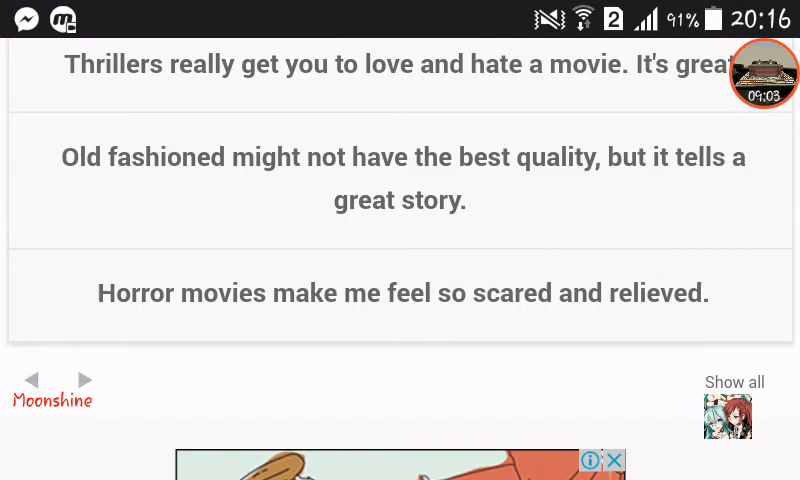 2 91% 20:16
Thrillers really get you to love and hate a movie. It's great
09:03
Old fashioned might not have the best quality, but it tells a
great story.
Horror movies make me feel so scared and relieved.
Moonshine
Show all